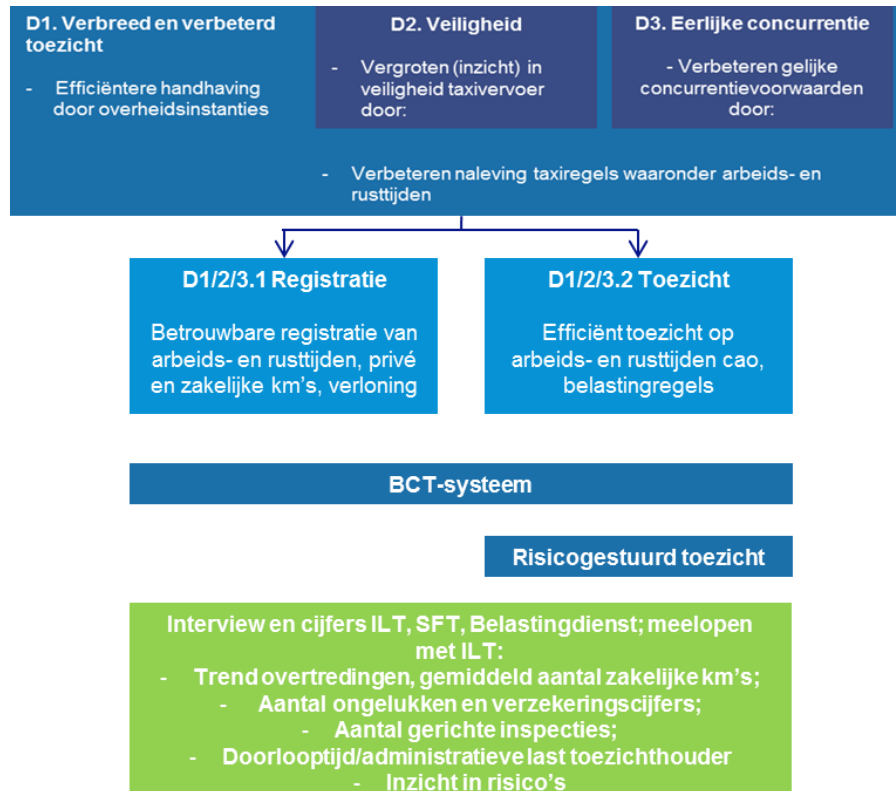 D1. Verbreed en verbeterd
toezicht
- Efficiëntere handhaving
door overheidsinstanties
D2. Veiligheid
- Vergroten (inzicht) in
veiligheid taxivervoer
door:
D3. Eerlijke concurrentie
- Verbeteren gelijke
concurrentievoorwaarden
door:
- Verbeteren naleving taxiregels waaronder arbeids- en
rusttijden
D1/2/3.1 Registratie
Betrouwbare registratie van
arbeids- en rusttijden, privé
en zakelijke km's, verloning
D1/2/3.2 Toezicht
Efficiënt toezicht op
arbeids- en rusttijden cao,
belastingregels
BCT-systeem
Risicogestuurd toezicht
Interview en cijfers ILT, SFT, Belastingdienst; meelopen
met ILT:
- Trend overtredingen, gemiddeld aantal zakelijke km's;
- Aantal ongelukken en verzekeringscijfers;
- Aantal gerichte inspecties;
- Doorlooptijd/administratieve last toezichthouder
- Inzicht in risico's